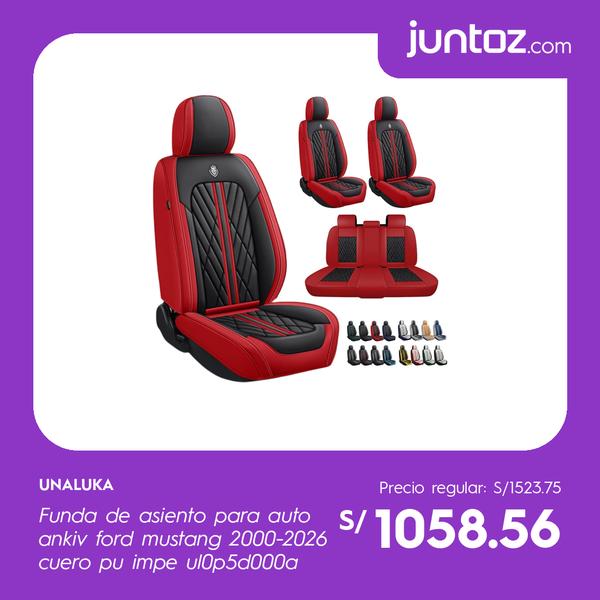 juntoz.com
UNALUKA
Funda de asiento para auto
ankiv ford mustang 2000-2026
cuero pu impe ul0p5d000a
Precio regular: S/1523.75
S/ 1058.56